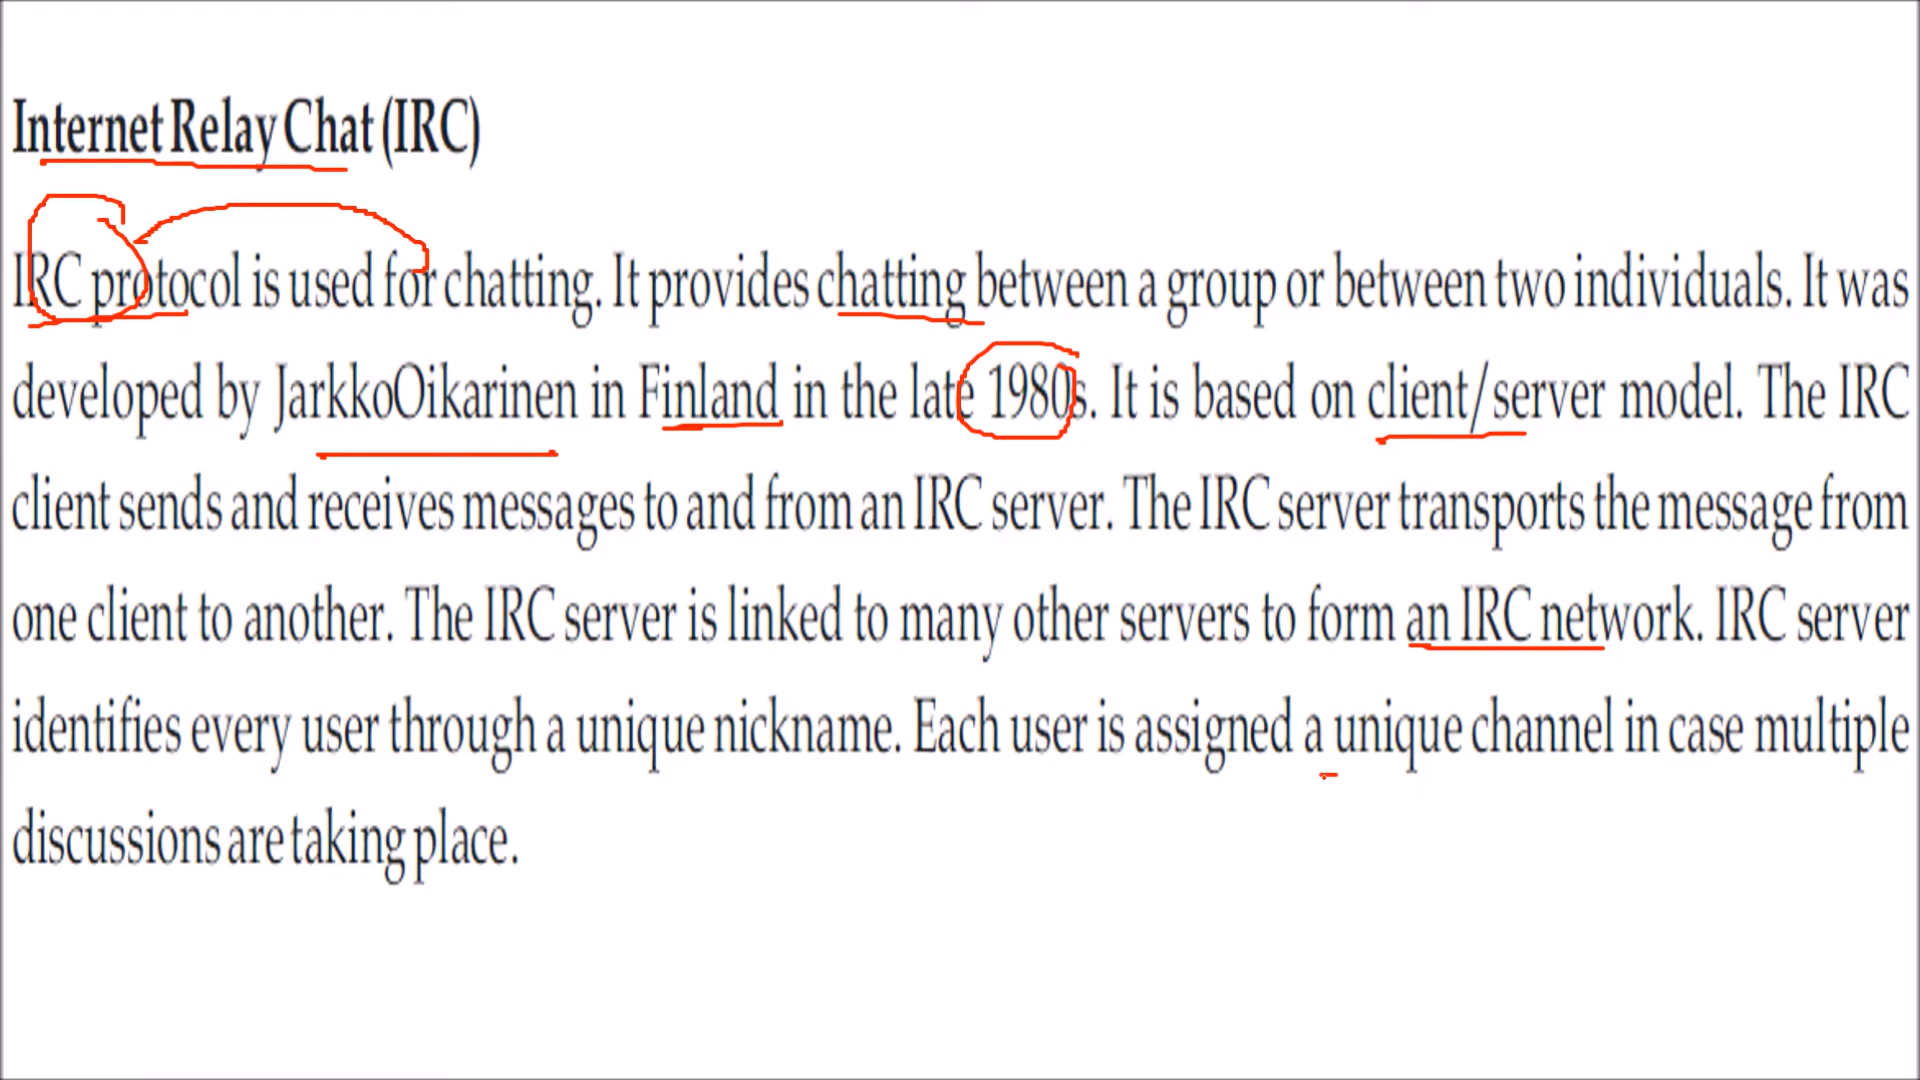 Internet Relay Chat (IRC)
IRC protocol is used for chatting. It provides chatting between a group or between two individuals. It was
developed by JarkkoOikarinen in Finland in the late 1980s. It is based on client/server model. The IRC
client sends and receives messages to and from an IRC server. The IRC server transports the message from
one client to another. The IRC server is linked to many other servers to form an IRC network. IRC server
identifies every user through a unique nickname. Each user is assigned a unique channel in case multiple
discussions are taking place.